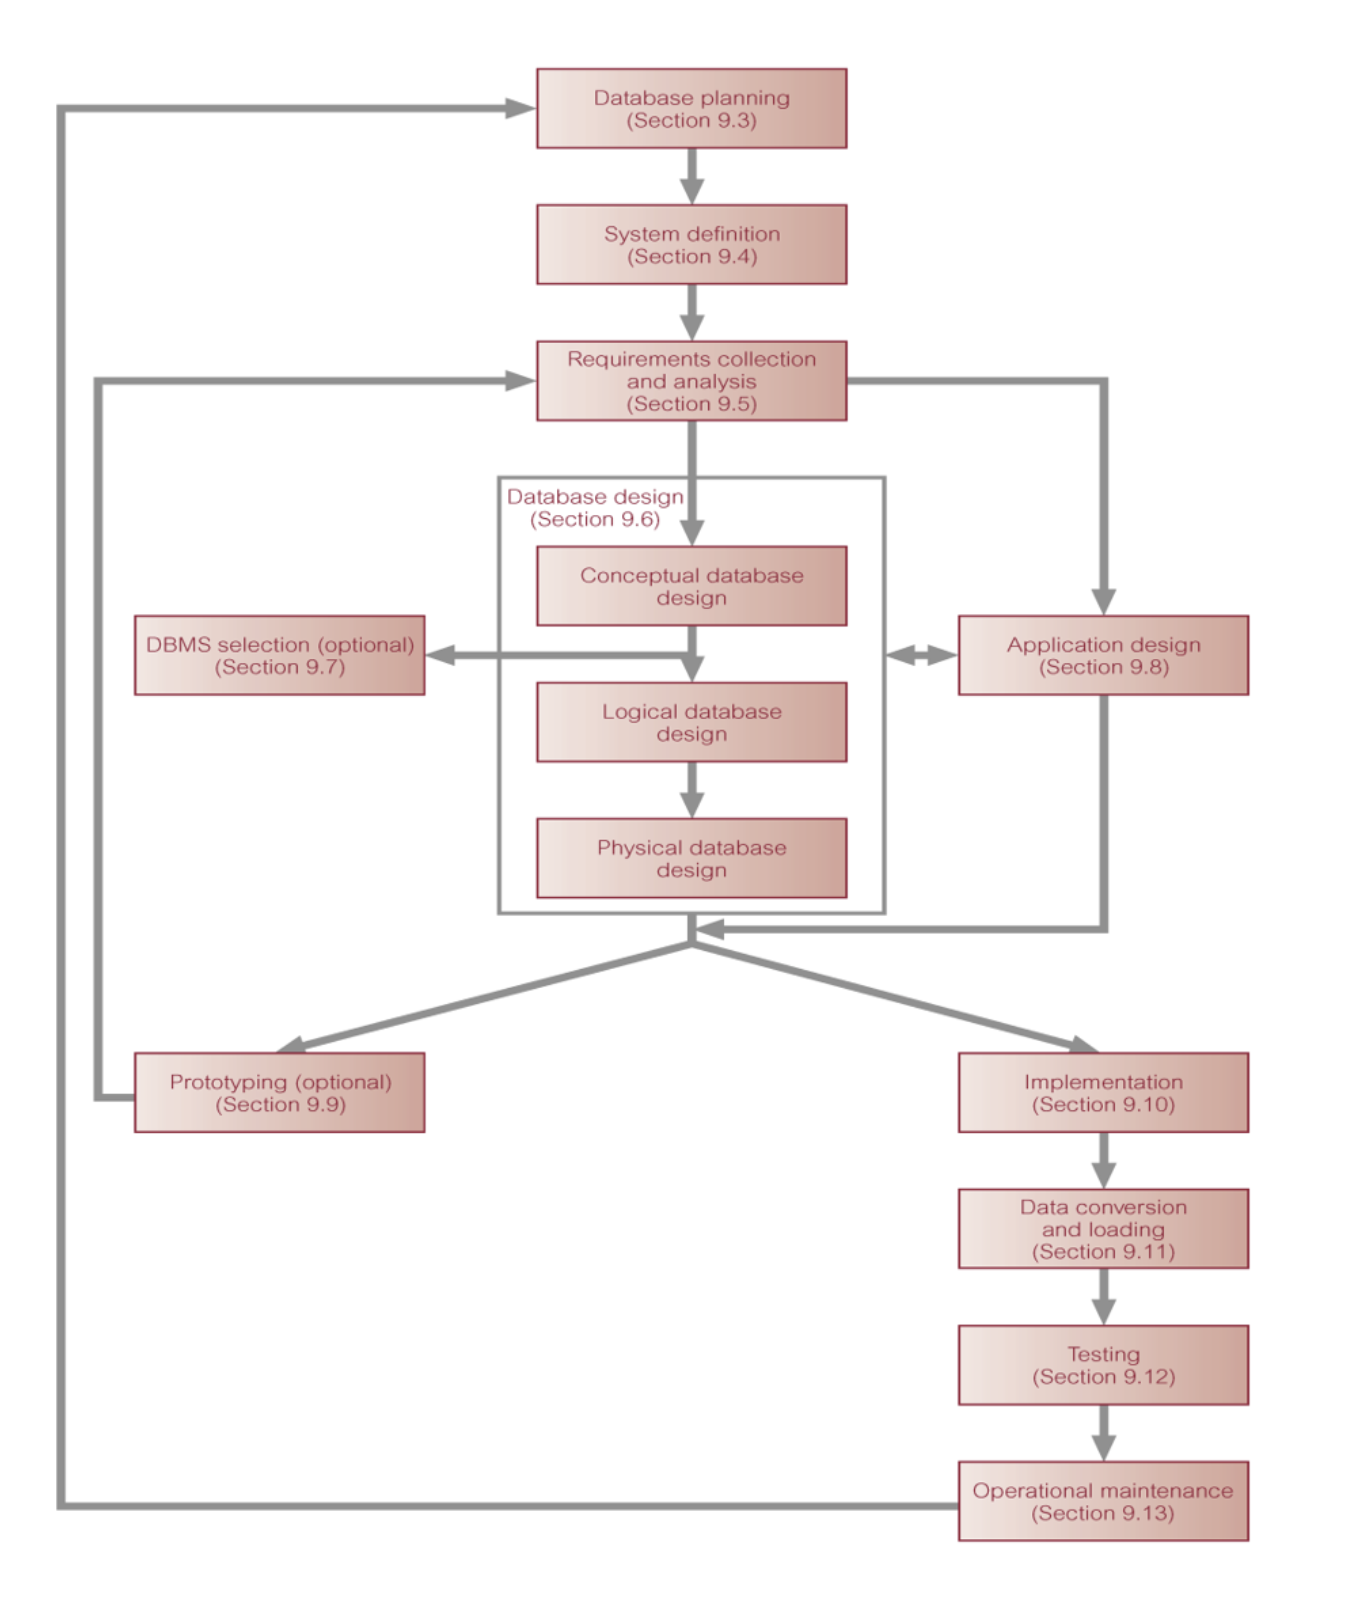 Database planning
(Section 9.3)
System definition
(Section 9.4)
Requirements collection
and analysis
(Section 9.5)
Database design
(Section 9.6)
Conceptual database
design
DBMS selection (optional)
(Section 9.7)
Application design
(Section 9.8)
Logical database
design
Physical database
design
Prototyping (optional)
(Section 9.9)
Implementation
(Section 9.10)
Data conversion
and loading
(Section 9.11)
Testing
(Section 9.12)
Operational maintenance
(Section 9.13)